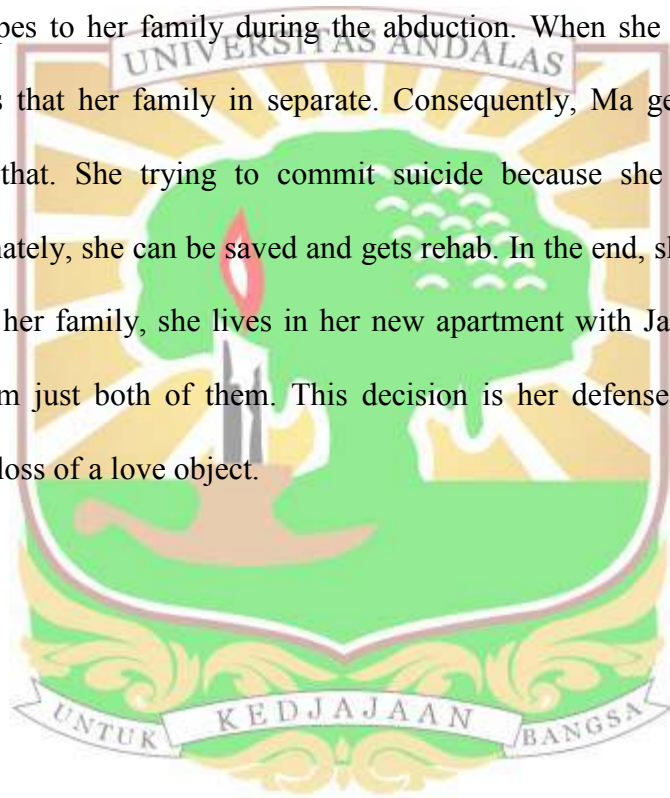 pes to her family during the abduction. When she
UNIVERSITAS ANDALAS
s that her family in separate. Consequently, Ma ge
that. She trying to commit suicide because she
nately, she can be saved and gets rehab. In the end, sh
her family, she lives in her new apartment with Ja
m just both of them. This decision is her defense
loss of a love object.
UNTUK KEDJAJAAN BANGSA